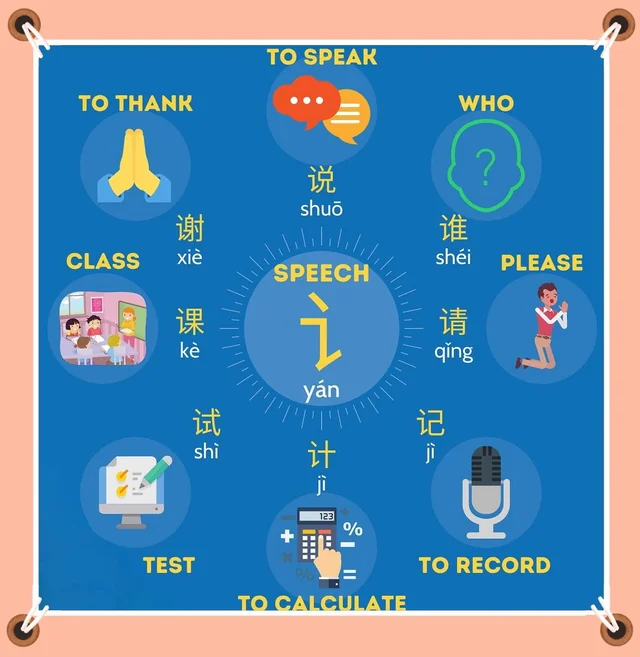 TO SPEAK
说
shuō
WHO
谁
shéi
PLEASE
请
qǐng
记
jì
TO RECORD
计
jì
123
%
%
TO CALCULATE
试
shì
TEST
CLASS
课
kè
TO THANK
谢
xiè
SPEECH
讠
yán
?